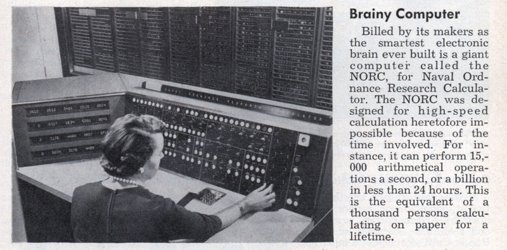 Brainy Computer
Billed by its makers as
the smartest electronic
brain ever built is a giant
computer called the
NORC, for Naval Ord-
nance Research Calcula-
tor. The NORC was de-
signed for high-speed
calculation heretofore im-
possible because of the
time involved. For in-
stance, it can perform 15,-
000 arithmetical opera-
tions a second, or a billion
in less than 24 hours. This
is the equivalent of a
thousand persons calcu-
lating on paper for a
lifetime.